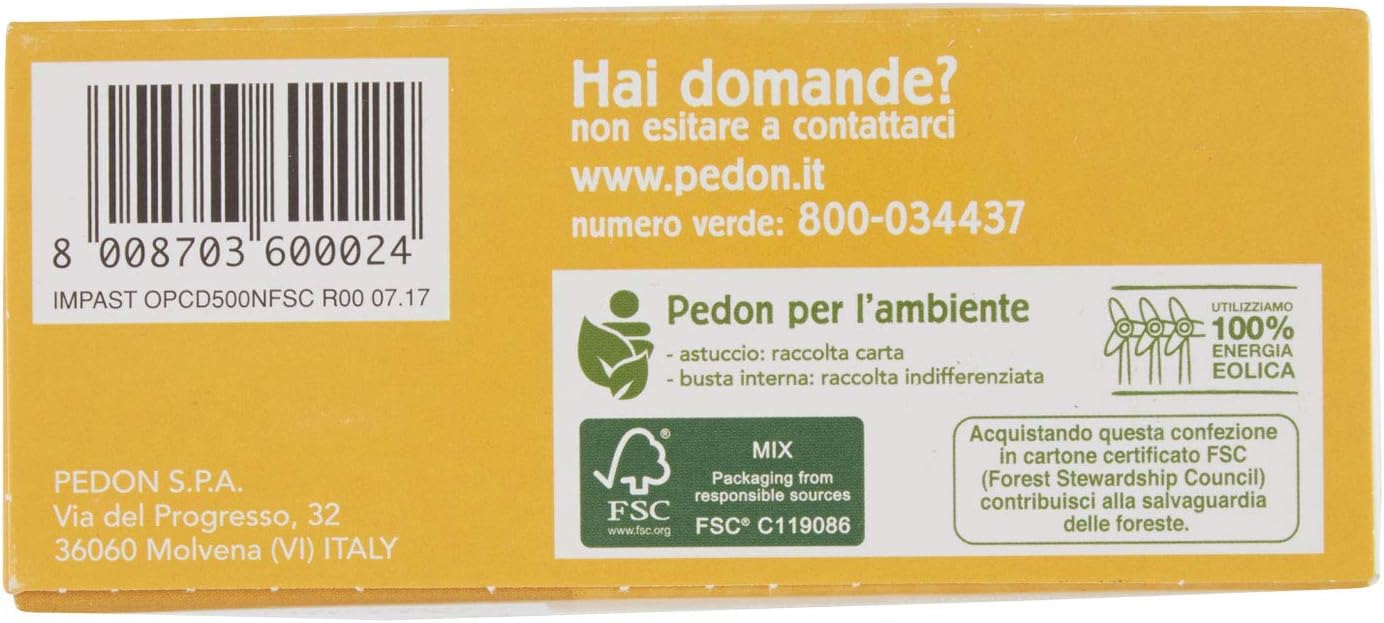 8 008703 600024
IMPAST OPCD500NFSC R00 07.17
PEDON S.P.A.
Via del Progresso, 32
36060 Molvena (VI) ITALY
Hai domande?
non esitare a contattarci
www.pedon.it
numero verde: 800-034437
Pedon per l'ambiente
- astuccio: raccolta carta
- busta interna: raccolta indifferenziata
UTILIZZIAMO
100%
ENERGIA
EOLICA
®
FSC
www.fsc.org
MIX
Packaging from
responsible sources
FSC® C119086
Acquistando questa confezione
in cartone certificato FSC
(Forest Stewardship Council)
contribuisci alla salvaguardia
delle foreste.